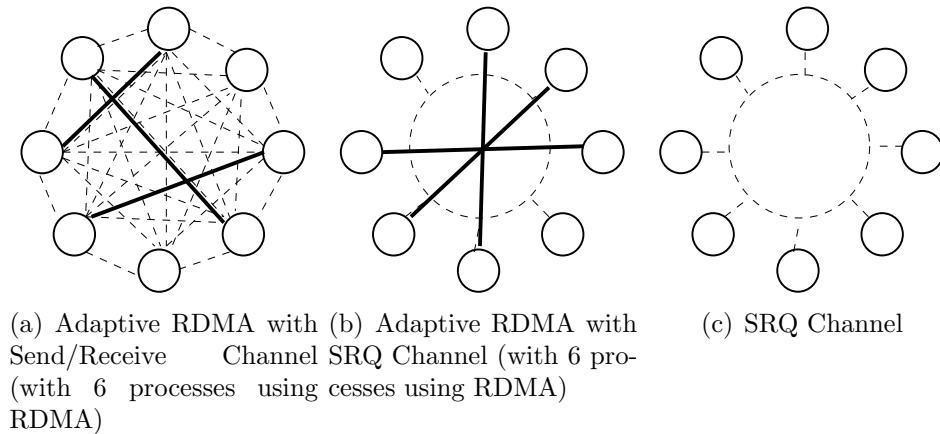 (a) Adaptive RDMA with
Send/Receive Channel
(with 6 processes using
RDMA)
(b) Adaptive RDMA with
SRQ Channel (with 6 pro-
cesses using RDMA)
(c) SRQ Channel